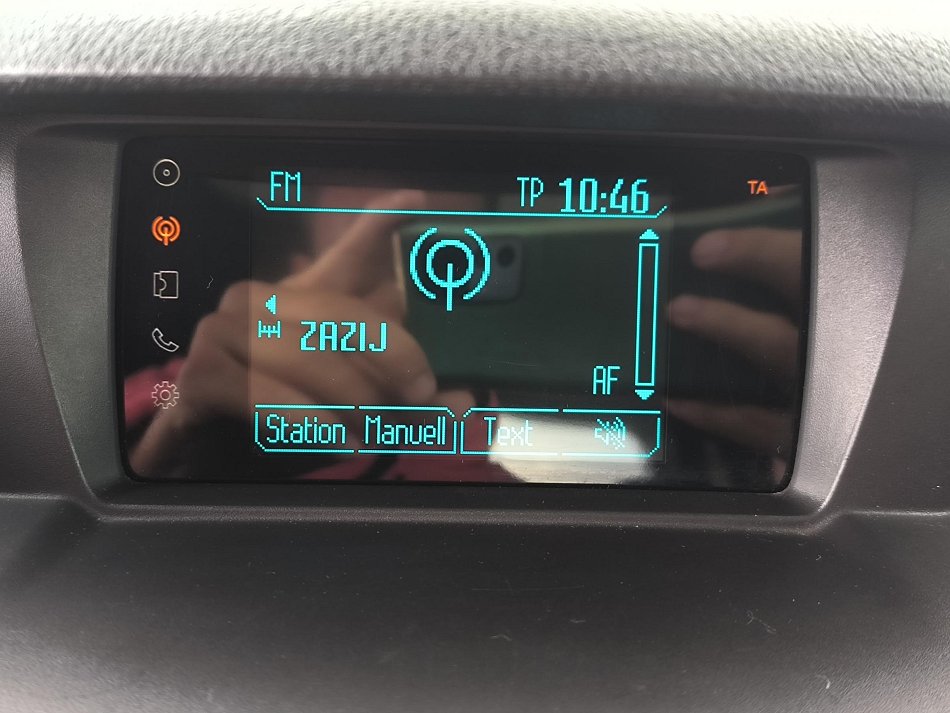 FM TP 10:46 TA
ZAZIJ
AF
Station Manuell Text